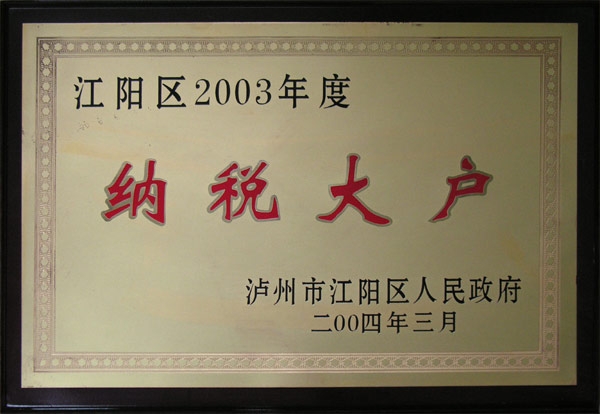 江阳区2003年度
纳税大户
泸州市江阳区人民政府
二00四年三月